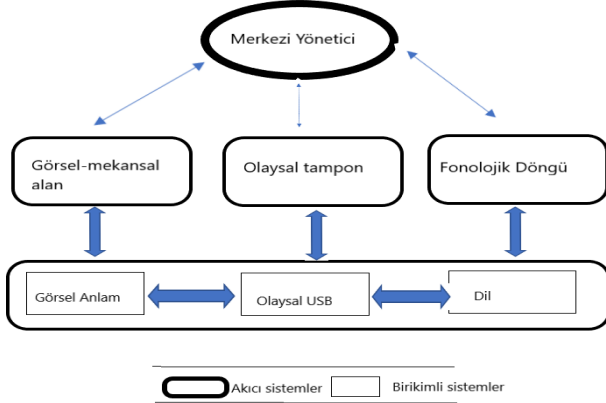 Merkezi Yönetici
Görsel-mekansal
alan
Olaysal tampon
Fonolojik Döngü
Görsel Anlam
Olaysal USB
Dil
Akıcı sistemler
Birikimli sistemler